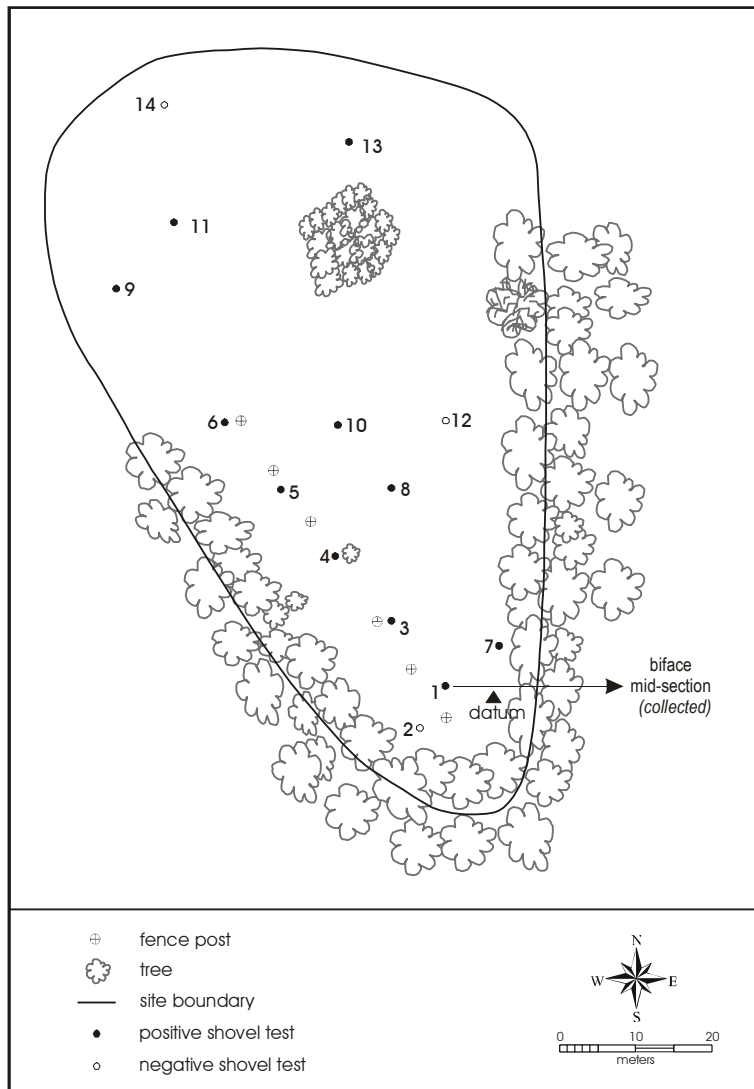 14
13
11
9
6
10
12
5
8
4
3
7
1
biface
mid-section
(collected)
datum
2
fence post
tree
site boundary
positive shovel test
negative shovel test
N
W E
S
0 10 20
meters